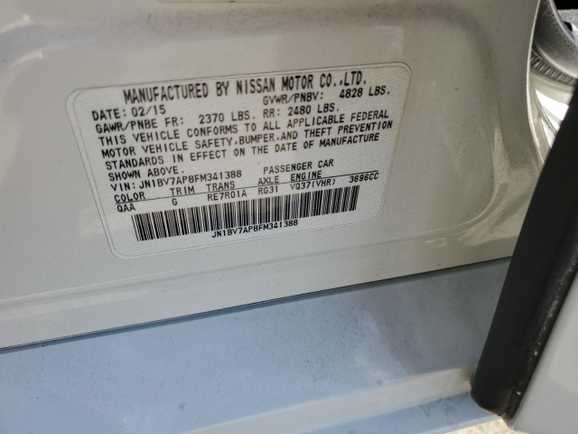 MANUFACTURED BY NISSAN MOTOR CO.,LTD.
DATE: 02/15 GVWR/PNBV: 4828 LBS.
GAWR/PNBE FR: 2370 LBS. RR: 2480 LBS.
THIS VEHICLE CONFORMS TO ALL APPLICABLE FEDERAL
MOTOR VEHICLE SAFETY,BUMPER,AND THEFT PREVENTION
STANDARDS IN EFFECT ON THE DATE OF MANUFACTURE
SHOWN ABOVE.
VIN: JN1BV7AP8FM341388 PASSENGER CAR
COLOR TRIM TRANS AXLE ENGINE 3696CC
QAA G RE7R01A RG31 VQ37(VHR)
JN1BV7AP8FM341388